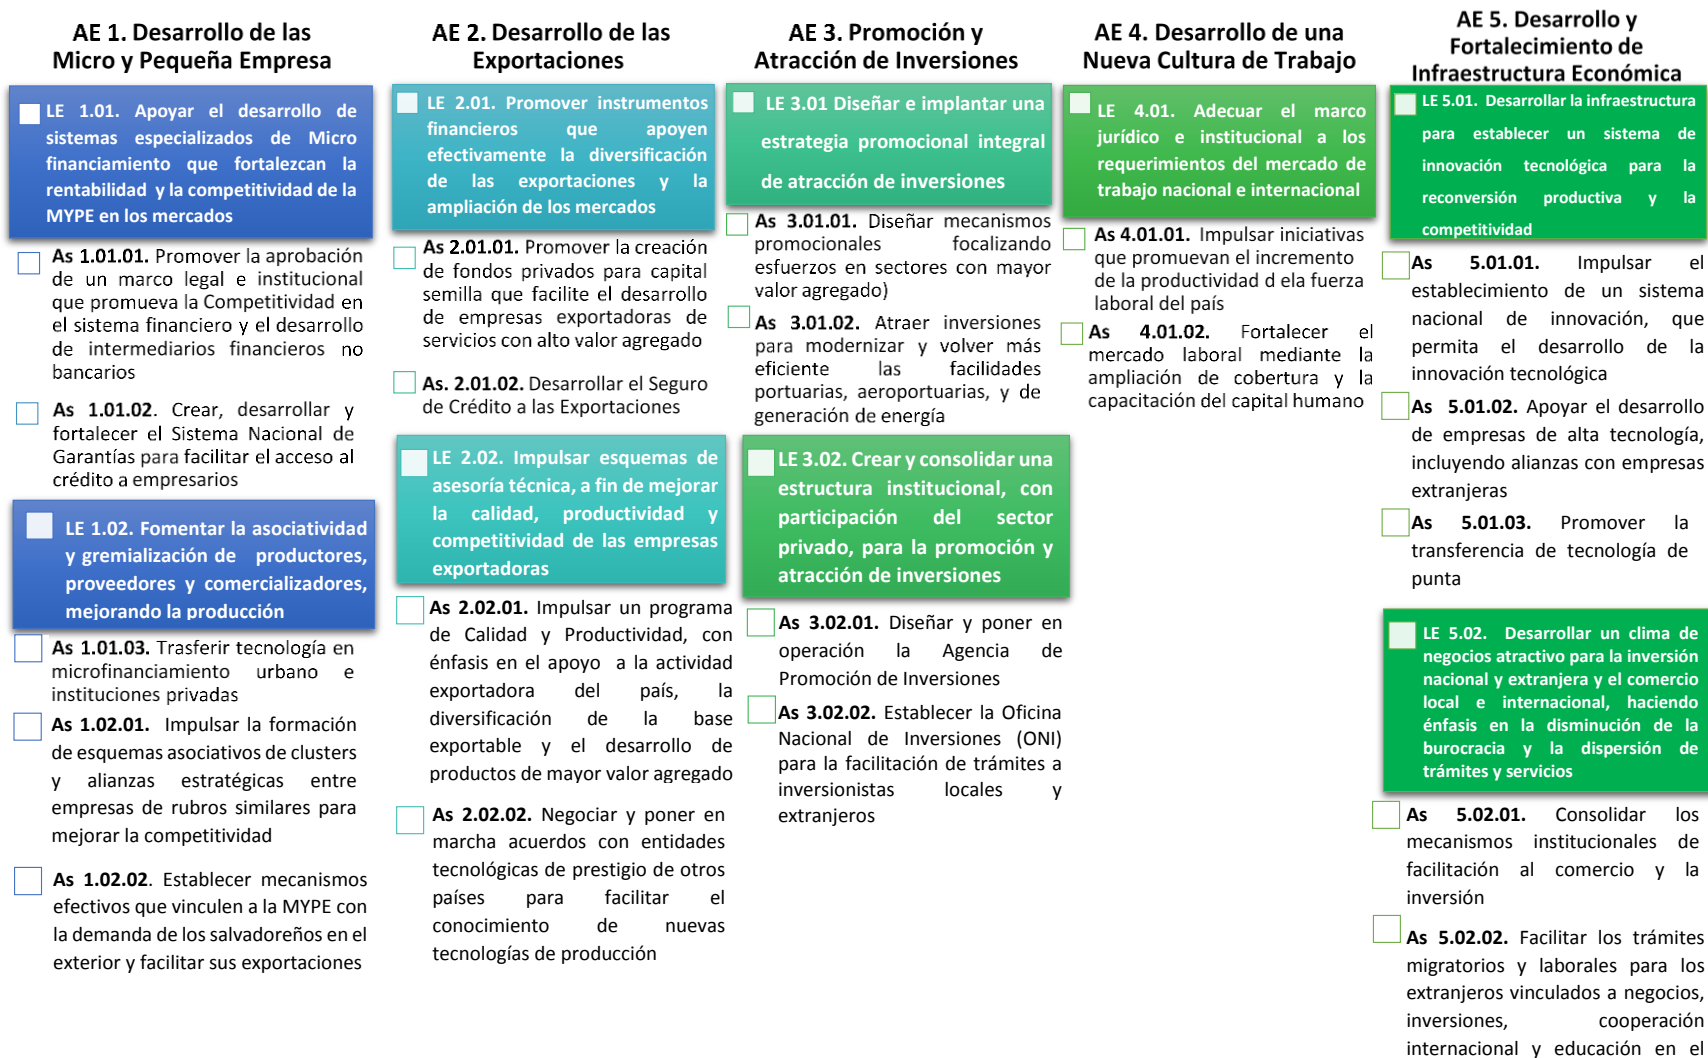 AE 1. Desarrollo de las
Micro y Pequeña Empresa
LE 1.01. Apoyar el desarrollo de
sistemas especializados de Micro
financiamiento que fortalezcan la
rentabilidad y la competitividad de la
MYPE en los mercados
As 1.01.01. Promover la aprobación
de un marco legal e institucional
que promueva la Competitividad en
el sistema financiero y el desarrollo
de intermediarios financieros no
bancarios
As 1.01.02. Crear, desarrollar y
fortalecer el Sistema Nacional de
Garantías para facilitar el acceso al
crédito a empresarios
LE 1.02. Fomentar la asociatividad
y gremialización de productores,
proveedores y comercializadores,
mejorando la producción
As 1.01.03. Trasferir tecnología en
microfinanciamiento urbano e
instituciones privadas
As 1.02.01. Impulsar la formación
de esquemas asociativos de clusters
y alianzas estratégicas entre
empresas de rubros similares para
mejorar la competitividad
As 1.02.02. Establecer mecanismos
efectivos que vinculen a la MYPE con
la demanda de los salvadoreños en el
exterior y facilitar sus exportaciones
AE 2. Desarrollo de las
Exportaciones
LE 2.01. Promover instrumentos
financieros que apoyen
efectivamente la diversificación
de las exportaciones y la
ampliación de los mercados
As 2.01.01. Promover la creación
de fondos privados para capital
semilla que facilite el desarrollo
de empresas exportadoras de
servicios con alto valor agregado
As. 2.01.02. Desarrollar el Seguro
de Crédito a las Exportaciones
LE 2.02. Impulsar esquemas de
asesoría técnica, a fin de mejorar
la calidad, productividad y
competitividad de las empresas
exportadoras
As 2.02.01. Impulsar un programa
de Calidad y Productividad, con
énfasis en el apoyo a la actividad
exportadora del país, la
diversificación de la base
exportable y el desarrollo de
productos de mayor valor agregado
As 2.02.02. Negociar y poner en
marcha acuerdos con entidades
tecnológicas de prestigio de otros
países para facilitar el
conocimiento de nuevas
tecnologías de producción
AE 3. Promoción y
Atracción de Inversiones
LE 3.01 Diseñar e implantar una
estrategia promocional integral
de atracción de inversiones
As 3.01.01. Diseñar mecanismos
promocionales focalizando
esfuerzos en sectores con mayor
valor agregado)
As 3.01.02. Atraer inversiones
para modernizar y volver más
eficiente las facilidades
portuarias, aeroportuarias, y de
generación de energía
LE 3.02. Crear y consolidar una
estructura institucional, con
participación del sector
privado, para la promoción y
atracción de inversiones
As 3.02.01. Diseñar y poner en
operación la Agencia de
Promoción de Inversiones
As 3.02.02. Establecer la Oficina
Nacional de Inversiones (ONI)
para la facilitación de trámites a
inversionistas locales y
extranjeros
AE 4. Desarrollo de una
Nueva Cultura de Trabajo
LE 4.01. Adecuar el marco
jurídico e institucional a los
requerimientos del mercado de
trabajo nacional e internacional
As 4.01.01. Impulsar iniciativas
que promuevan el incremento
de la productividad d ela fuerza
laboral del país
As 4.01.02. Fortalecer el
mercado laboral mediante la
ampliación de cobertura y la
capacitación del capital humano
AE 5. Desarrollo y
Fortalecimiento de
Infraestructura Económica
LE 5.01. Desarrollar la infraestructura
para establecer un sistema de
innovación tecnológica para la
reconversión productiva y la
competitividad
As 5.01.01. Impulsar el
establecimiento de un sistema
nacional de innovación, que
permita el desarrollo de la
innovación tecnológica
As 5.01.02. Apoyar el desarrollo
de empresas de alta tecnología,
incluyendo alianzas con empresas
extranjeras
As 5.01.03. Promover la
transferencia de tecnología de
punta
LE 5.02. Desarrollar un clima de
negocios atractivo para la inversión
nacional y extranjera y el comercio
local e internacional, haciendo
énfasis en la disminución de la
burocracia y la dispersión de
trámites y servicios
As 5.02.01. Consolidar los
mecanismos institucionales de
facilitación al comercio y la
inversión
As 5.02.02. Facilitar los trámites
migratorios y laborales para los
extranjeros vinculados a negocios,
inversiones, cooperación
internacional y educación en el